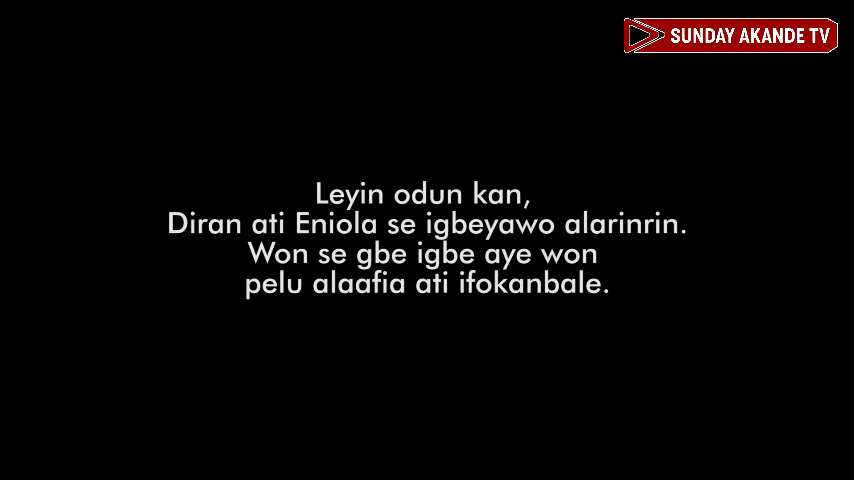 SUNDAY AKANDE TV
Leyin odun kan,
Diran ati Eniola se igbeyawo alarinrin.
Won se gbe igbe aye won
pelu alaafia ati ifokanbale.